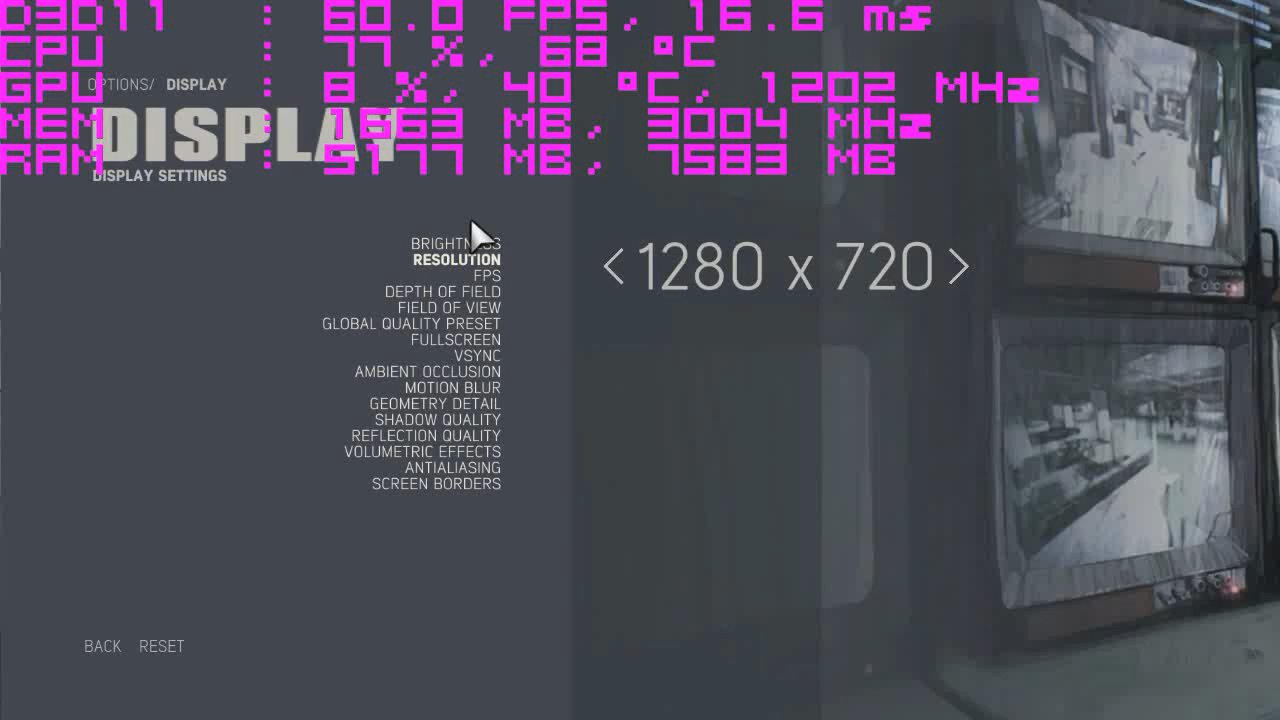 D3D11 : 60.0 FPS, 16.6 ms
CPU : 77 %, 68 °C
GPU : 8 %, 40 °C, 1202 MHz
OPTIONS/ DISPLAY
MEM : 1663 MB, 3004 MHz
DISPLAY
RAM : 5177 MB, 7583 MB
DISPLAY SETTINGS
BRIGHTNESS
RESOLUTION
<1280 x 720>
FPS
DEPTH OF FIELD
FIELD OF VIEW
GLOBAL QUALITY PRESET
FULLSCREEN
VSYNC
AMBIENT OCCLUSION
MOTION BLUR
GEOMETRY DETAIL
SHADOW QUALITY
REFLECTION QUALITY
VOLUMETRIC EFFECTS
ANTIALIASING
SCREEN BORDERS
BACK RESET